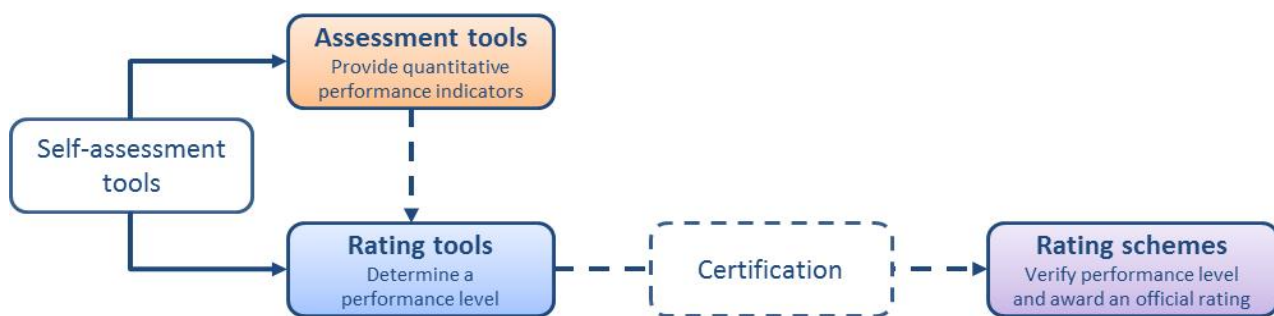 Assessment tools
Provide quantitative
performance indicators
Self-assessment
tools
Rating tools
Determine a
performance level
Certification
Rating schemes
Verify performance level
and award an official rating